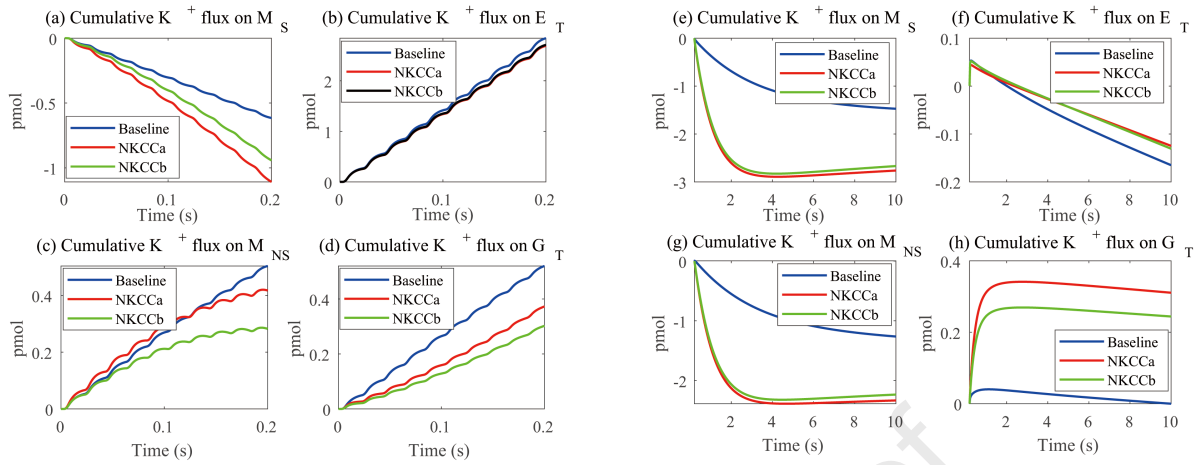 (a) Cumulative K + flux on M S
0
-0.5
-1
pmol
Baseline
NKCCa
NKCCb
0
0.1
0.2
Time (s)
(b) Cumulative K + flux on E T
2
1
0
pmol
Baseline
NKCCa
NKCCb
0
0.1
0.2
Time (s)
(c) Cumulative K + flux on M NS
0.4
0.2
0
pmol
Baseline
NKCCa
NKCCb
0
0.1
0.2
Time (s)
(d) Cumulative K + flux on G T
0.4
0.2
0
pmol
Baseline
NKCCa
NKCCb
0
0.1
0.2
Time (s)
(e) Cumulative K + flux on M S
0
-1
-2
-3
pmol
Baseline
NKCCa
NKCCb
2 4 6 8 10
Time (s)
(f) Cumulative K + flux on E T
0.1
0
-0.1
-0.2
pmol
Baseline
NKCCa
NKCCb
2 4 6 8 10
Time (s)
(g) Cumulative K + flux on M NS
0
-1
-2
pmol
Baseline
NKCCa
NKCCb
2 4 6 8 10
Time (s)
(h) Cumulative K + flux on G T
0.4
0.2
0
pmol
Baseline
NKCCa
NKCCb
2 4 6 8 10
Time (s)